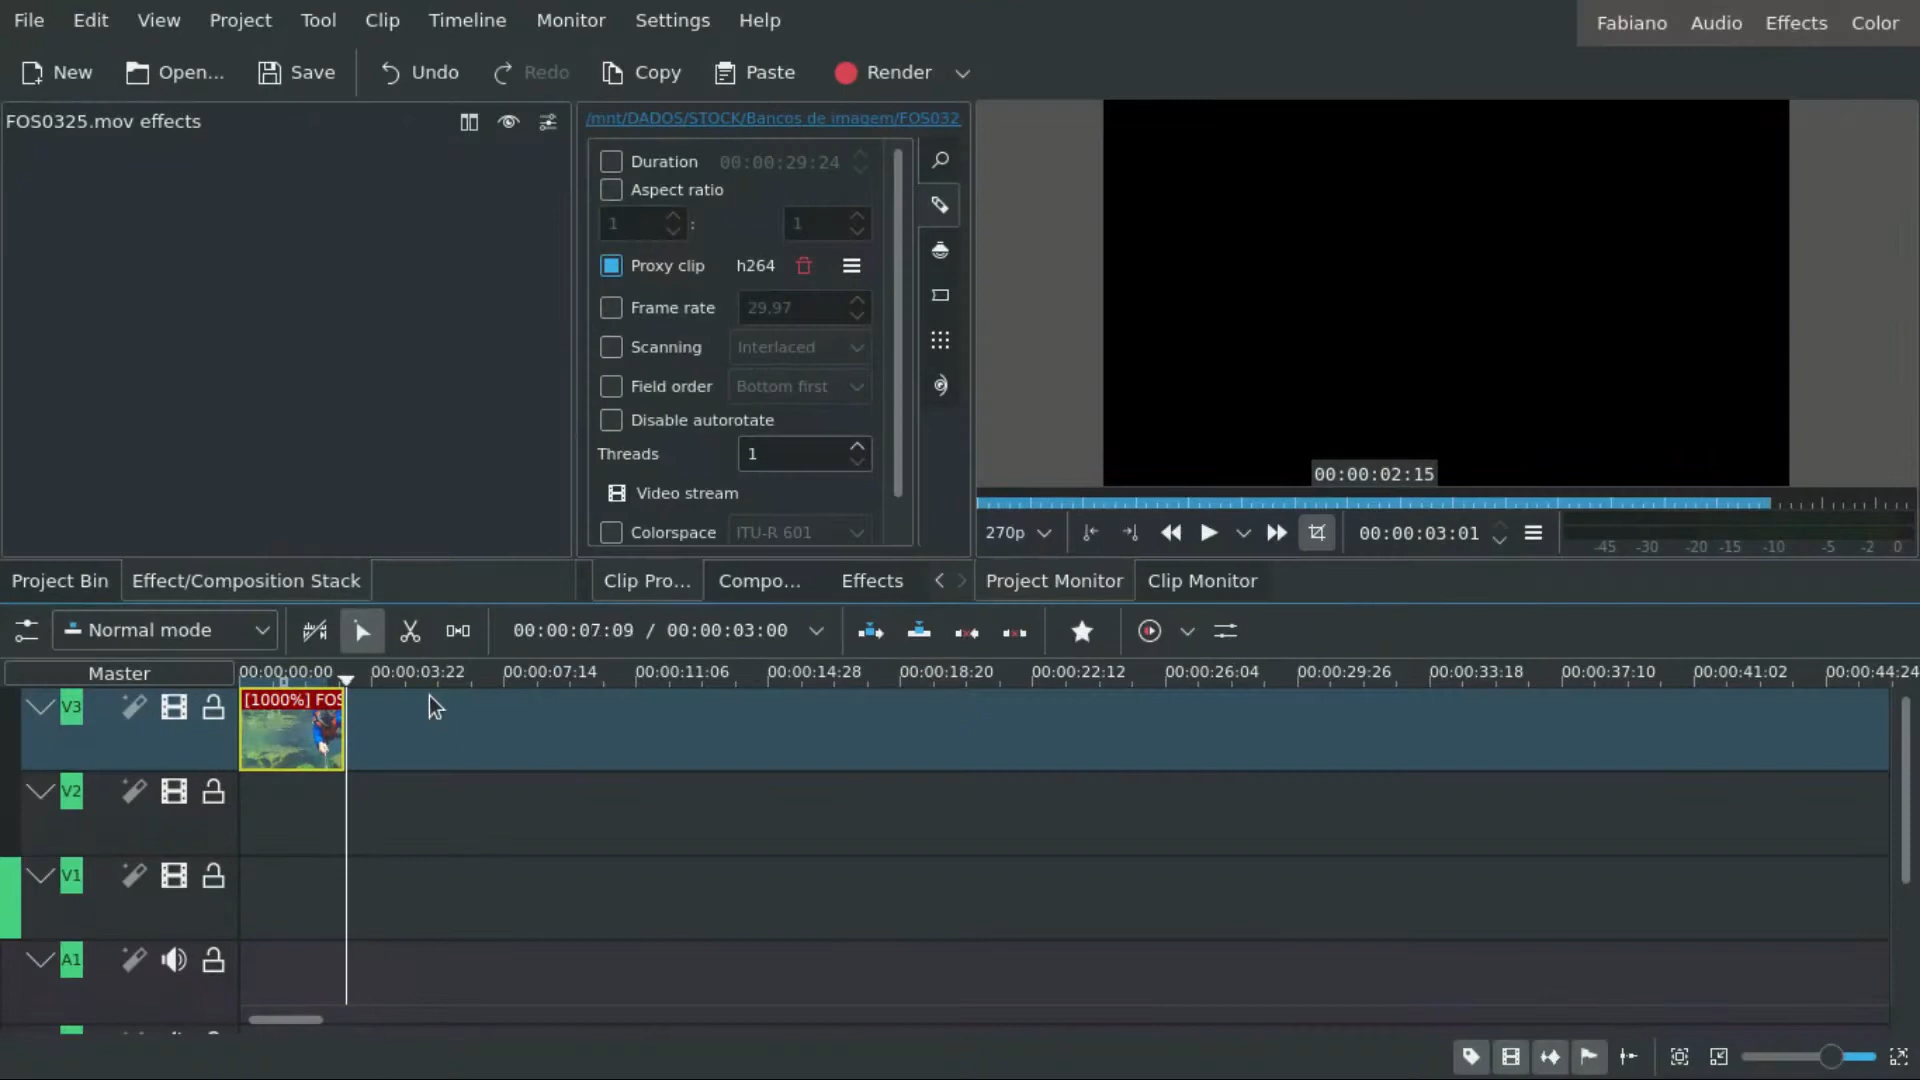 File Edit View Project Tool Clip Timeline Monitor Settings Help
Fabiano Audio Effects Color
New Open... Save Undo Redo Copy Paste Render
FOS0325.mov effects
/mnt/DADOS/STOCK/Bancos de imagem/FOS032
Duration 00:00:29:24
Aspect ratio
1 : 1
Proxy clip h264
Frame rate 29,97
Scanning Interlaced
Field order Bottom first
Disable autorotate
Threads 1
Video stream
Colorspace ITU-R 601
00:00:02:15
270p 00:00:03:01
-45 -30 -20 -15 -10 -5 -2 0
Project Bin Effect/Composition Stack Clip Pro... Compo... Effects Project Monitor Clip Monitor
Normal mode 00:00:07:09 / 00:00:03:00
Master 00:00:00:00 00:00:03:22 00:00:07:14 00:00:11:06 00:00:14:28 00:00:18:20 00:00:22:12 00:00:26:04 00:00:29:26 00:00:33:18 00:00:37:10 00:00:41:02 00:00:44:24
V3 [1000%] FOS
V2
V1
A1